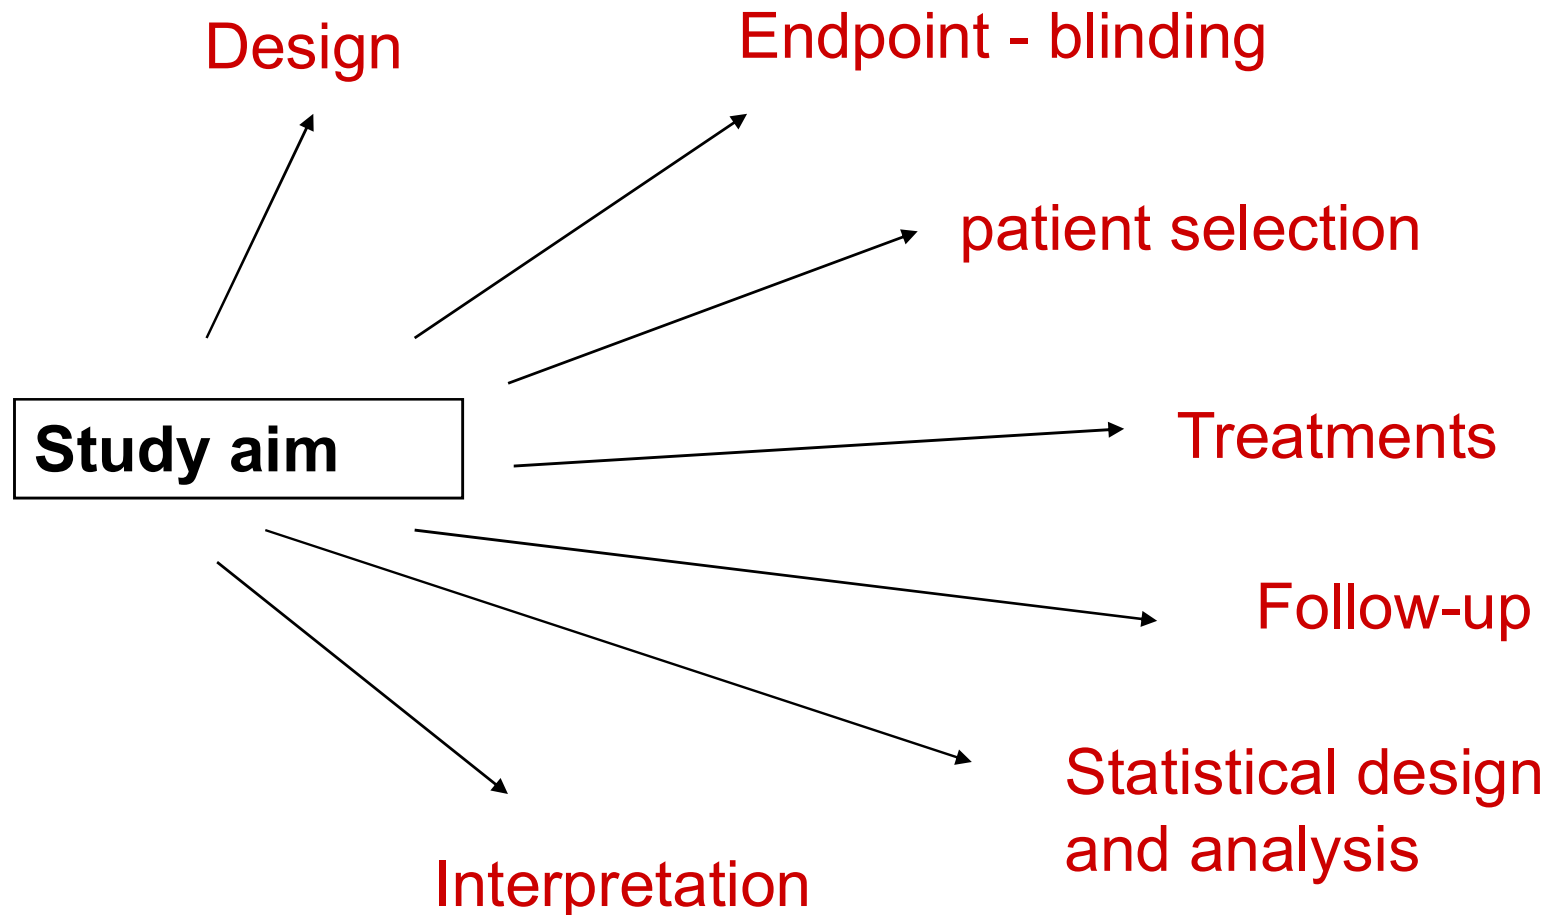 Design
Endpoint - blinding
patient selection
Study aim
Treatments
Follow-up
Statistical design
and analysis
Interpretation